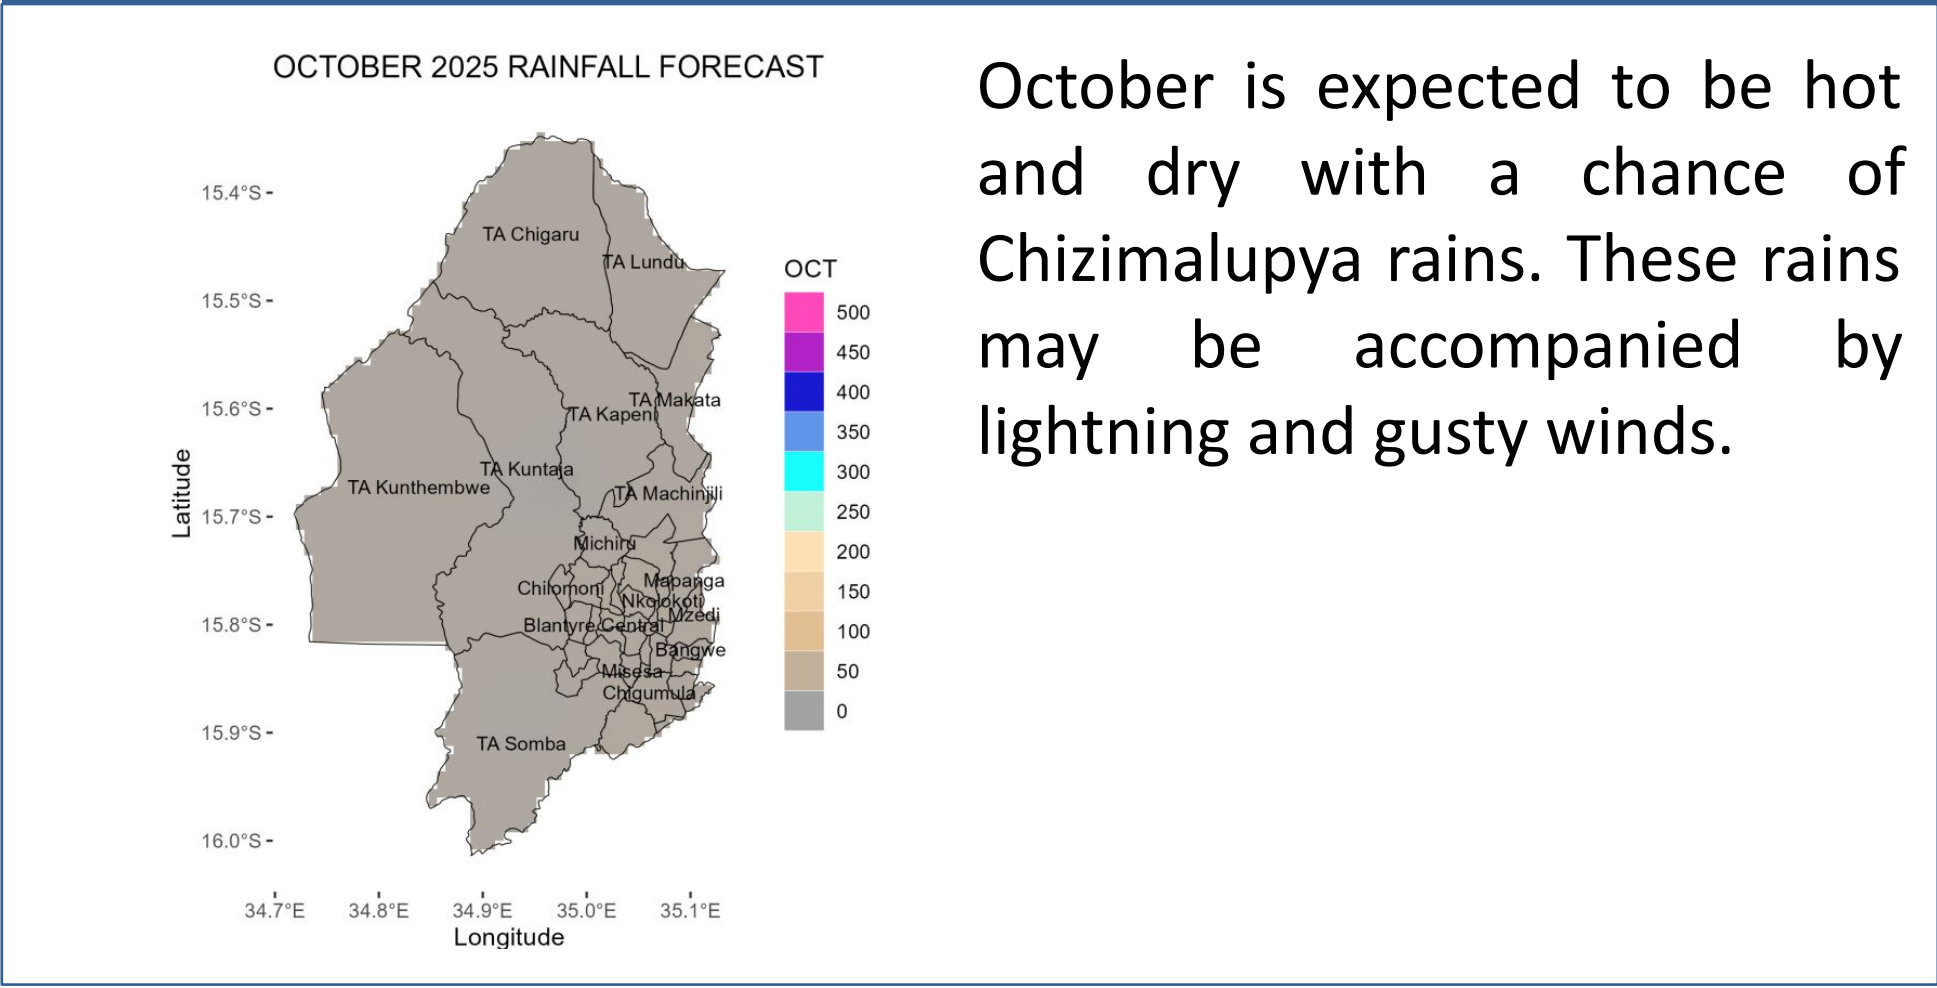 OCTOBER 2025 RAINFALL FORECAST
October is expected to be hot
and dry with a chance of
Chizimalupya rains. These rains
may be accompanied by
lightning and gusty winds.
15.4°S
15.5°S
15.6°S
15.7°S
15.8°S
15.9°S
16.0°S
Latitude
TA Chigaru
TA Lundu
TA Makata
TA Kapeni
TA Kuntaja
TA Kunthembwe
TA Machinjili
Michiru
Mapanga
Chilomoni
Nkolokoti
Mzedi
Blantyre Central
Bangwe
Misesa
Chigumula
TA Somba
OCT
500
450
400
350
300
250
200
150
100
50
0
34.7°E 34.8°E 34.9°E 35.0°E 35.1°E
Longitude